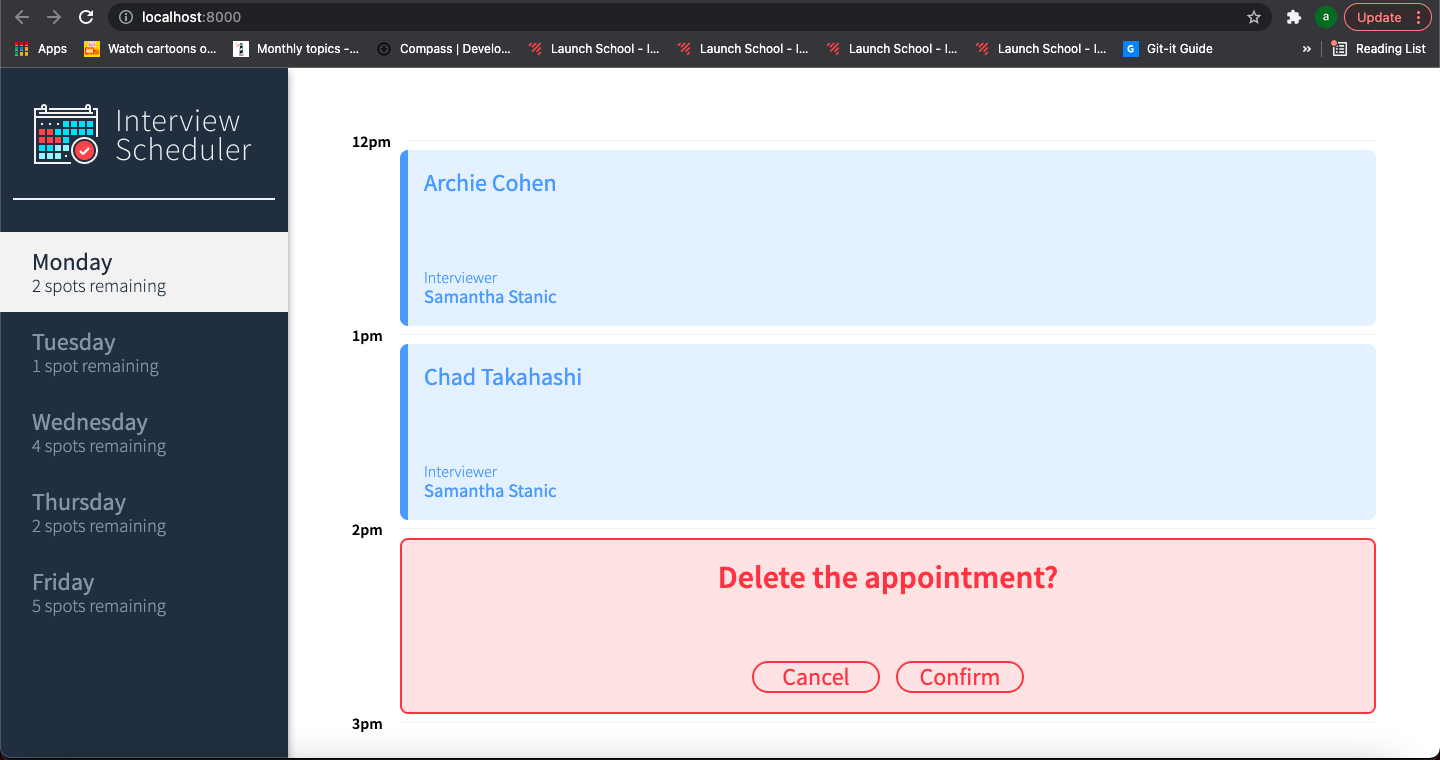 localhost:8000
a
Update
Apps
Watch cartoons o...
Monthly topics -...
Compass | Develo...
Launch School - I...
Launch School - I...
Launch School - I...
Launch School - I...
G
Git-it Guide
»
Reading List
Interview
Scheduler
Monday
2 spots remaining
Tuesday
1 spot remaining
Wednesday
4 spots remaining
Thursday
2 spots remaining
Friday
5 spots remaining
12pm
Archie Cohen
Interviewer
Samantha Stanic
1pm
Chad Takahashi
Interviewer
Samantha Stanic
2pm
Delete the appointment?
Cancel
Confirm
3pm